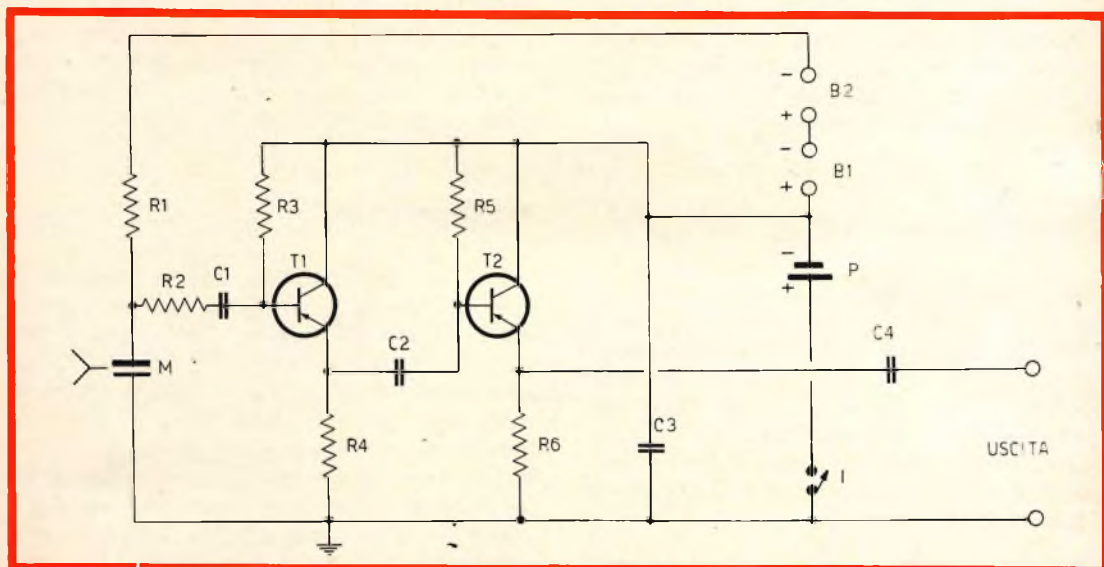 -
B2
+
-
B1
+
R1
R3
R5
R2
C1
T1
T2
-
P
+
C2
C4
M
R4
R6
C3
I
USCITA